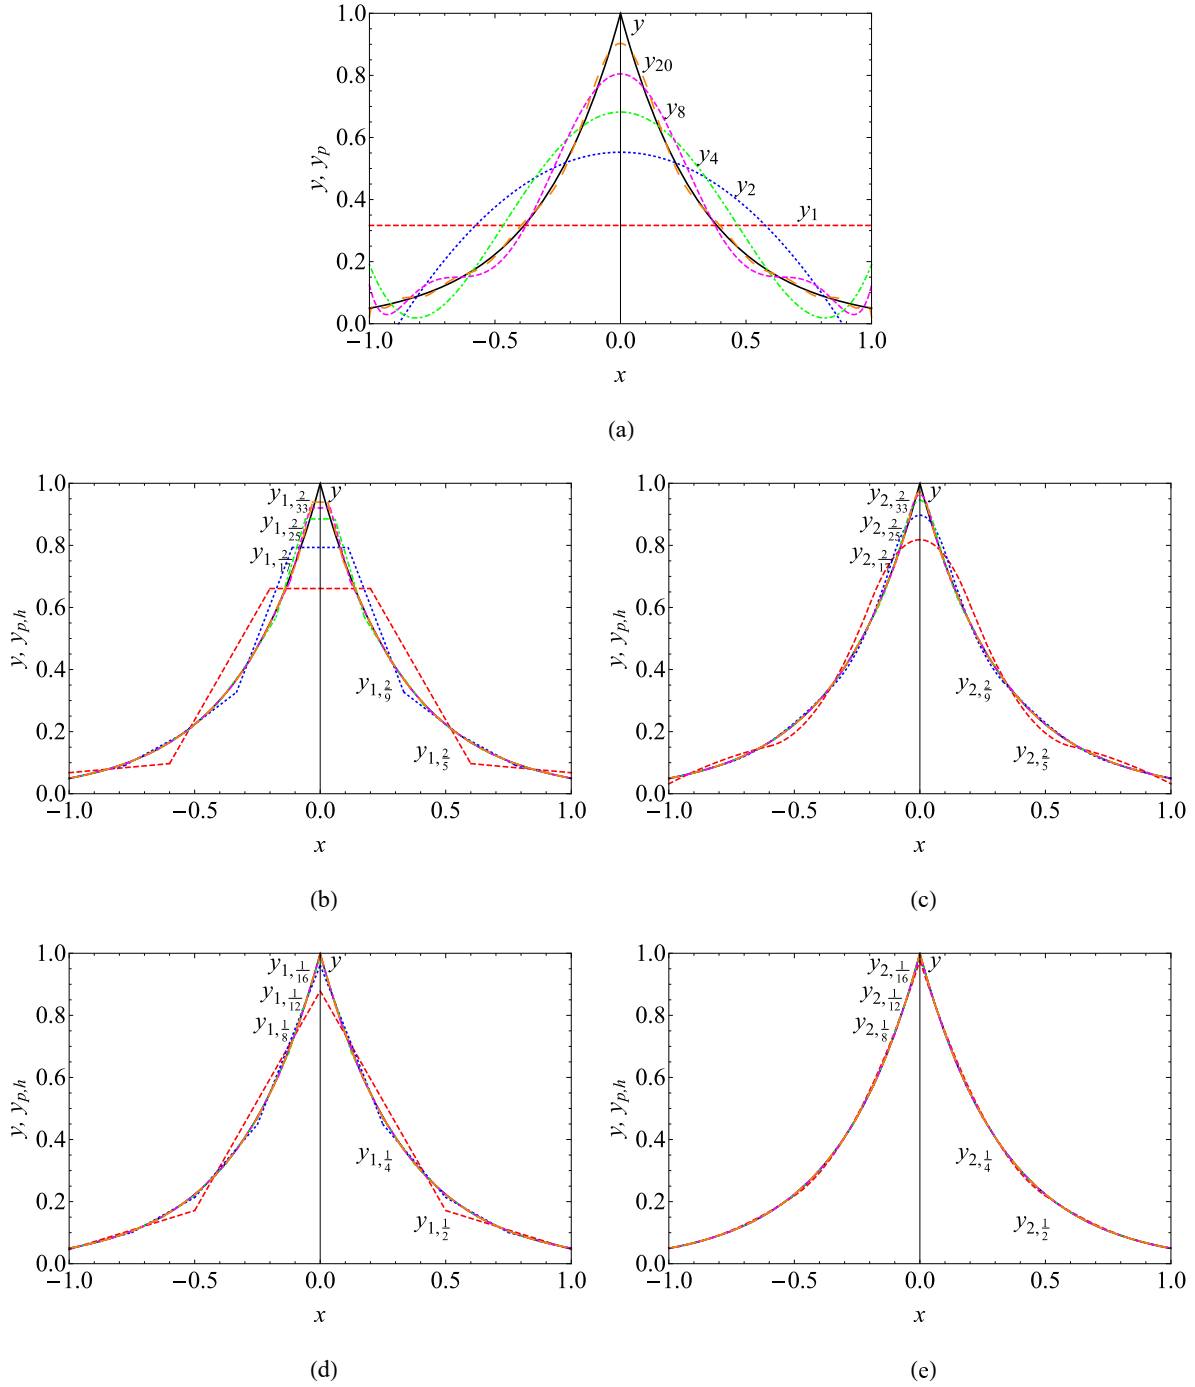 y
1.0
y20
0.8
y8
0.6
y, yp
y4
0.4
y2
y1
0.2
0.0
−1.0 −0.5 0.0 0.5 1.0
x
(a)
1.0
y1,2/33 y
y1,2/25
0.8
y1,2/17
0.6
y, yp,h
0.4
y1,2/9
0.2
y1,2/5
0.0
−1.0 −0.5 0.0 0.5 1.0
x
(b)
1.0
y2,2/33 y
y2,2/25
0.8
y2,2/17
0.6
y, yp,h
0.4
y2,2/9
0.2
y2,2/5
0.0
−1.0 −0.5 0.0 0.5 1.0
x
(c)
1.0
y1,1/16 y
y1,1/12
0.8
y1,1/8
0.6
y, yp,h
0.4
y1,1/4
0.2
y1,1/2
0.0
−1.0 −0.5 0.0 0.5 1.0
x
(d)
1.0
y2,1/16 y
y2,1/12
0.8
y2,1/8
0.6
y, yp,h
0.4
y2,1/4
0.2
y2,1/2
0.0
−1.0 −0.5 0.0 0.5 1.0
x
(e)